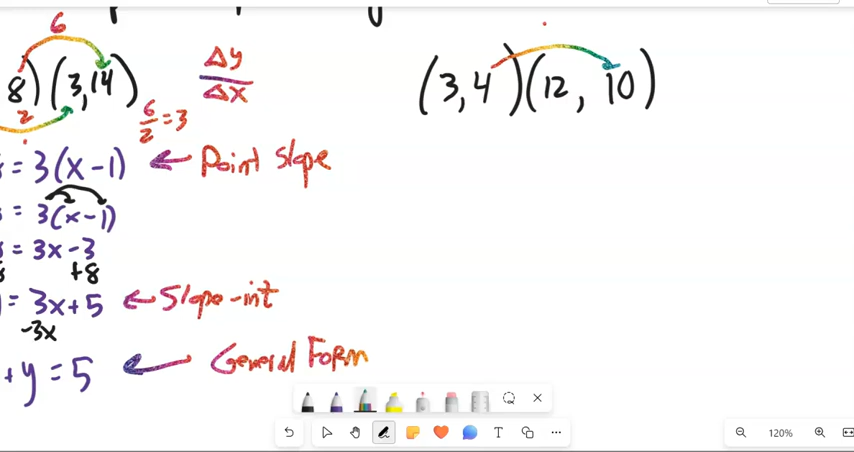 6
8) (3,14) Δy/Δx (3,4)(12, 10)
2
6/2=3
= 3(x-1) ← Point Slope
= 3(x-1)
= 3x-3
+8
= 3x+5 ← Slope-int
-3x
+y=5 ← General Form
T
120%